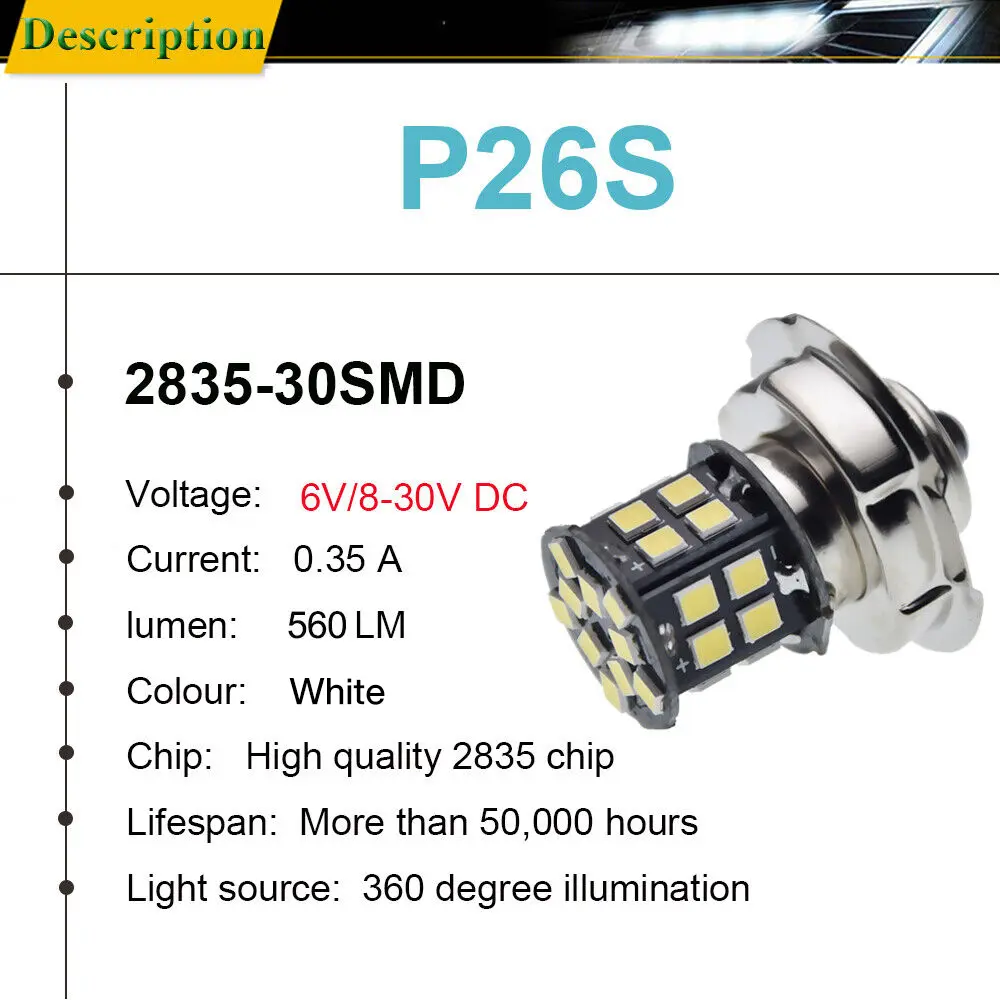 Description
P26S
2835-30SMD
Voltage: 6V/8-30V DC
Current: 0.35 A
lumen: 560 LM
Colour: White
Chip: High quality 2835 chip
Lifespan: More than 50,000 hours
Light source: 360 degree illumination